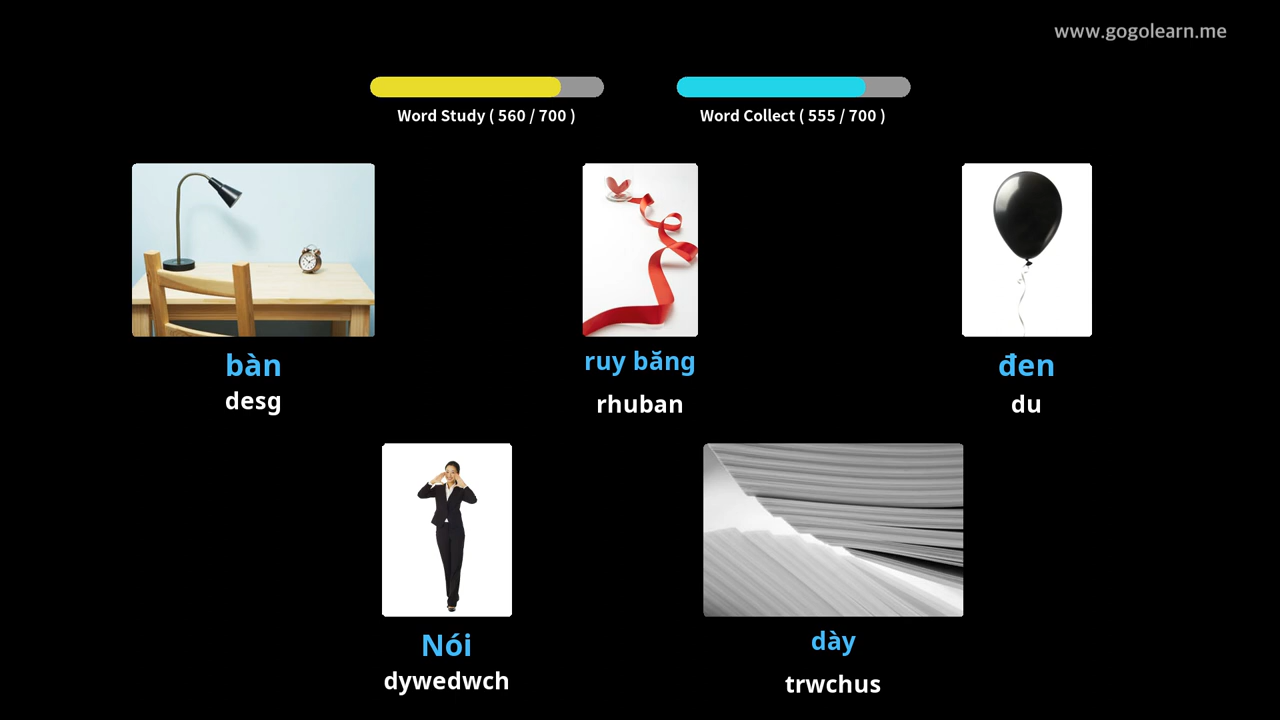 www.gogolearn.me
Word Study ( 560 / 700 )
Word Collect ( 555 / 700 )
bàn
desg
ruy băng
rhuban
đen
du
Nói
dywedwch
dày
trwchus